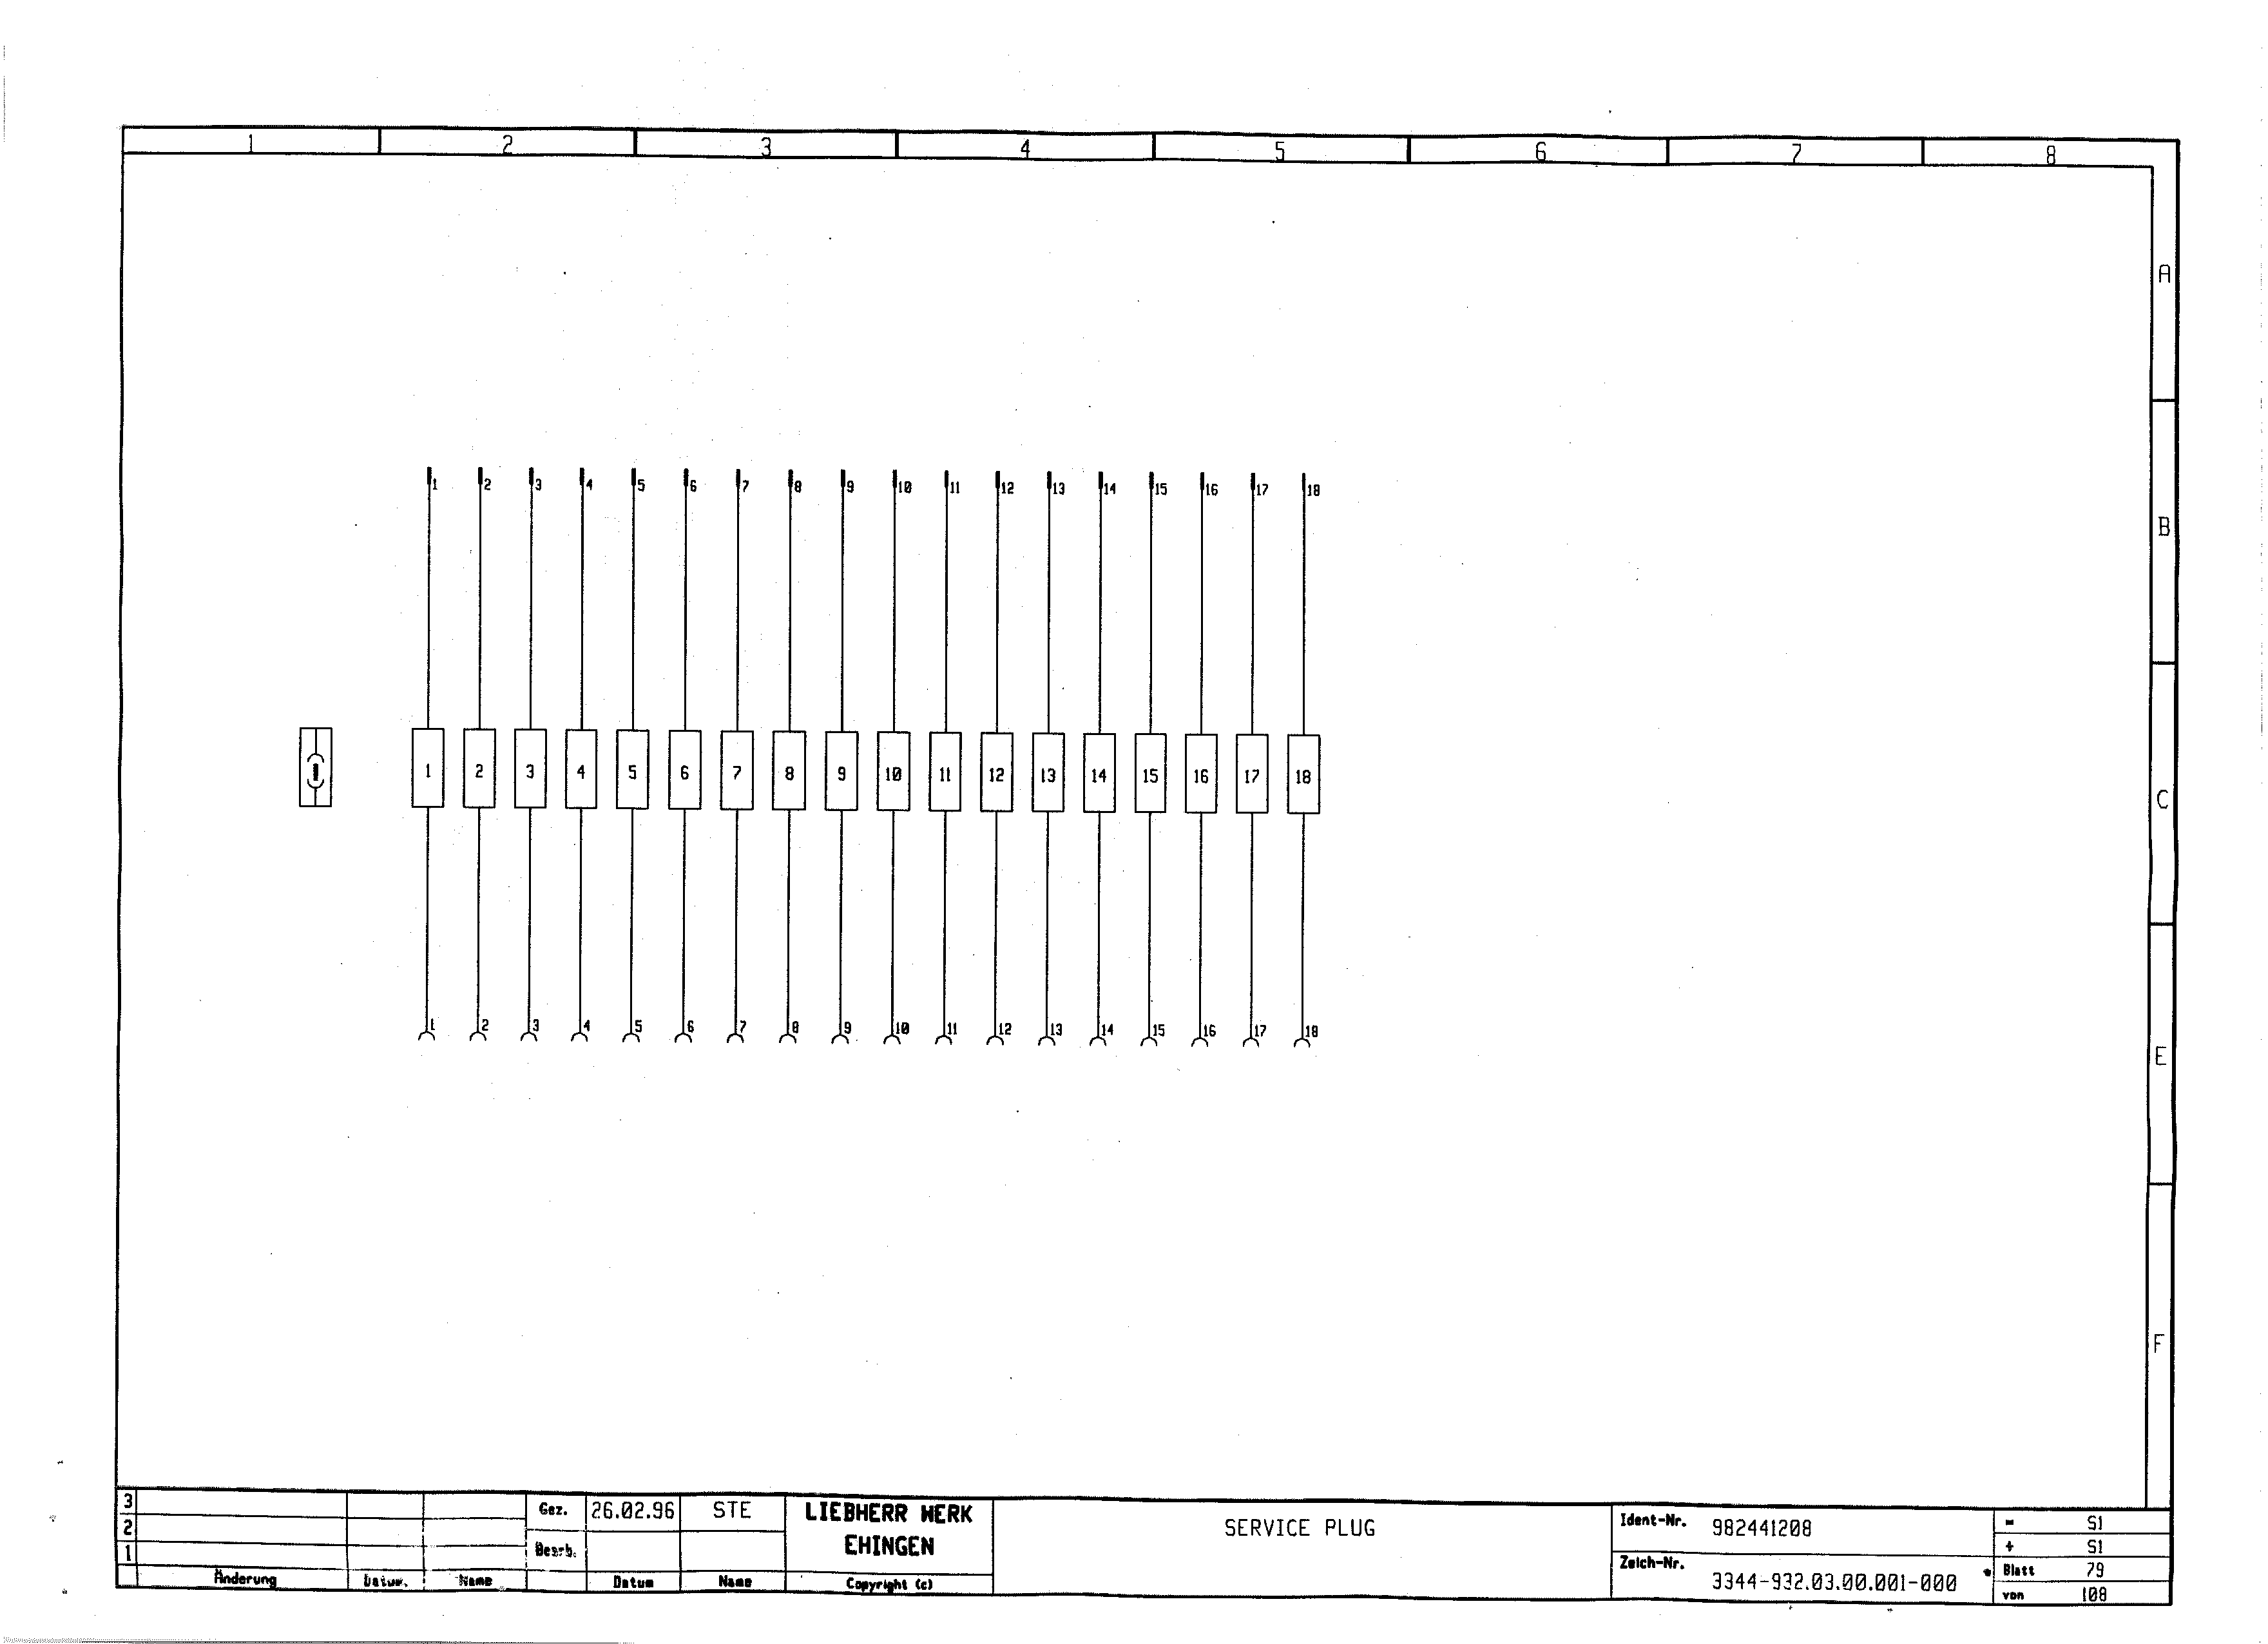 1 2 3 4 5 6 7 8
A
B
1 2 3 4 5 6 7 8 9 10 11 12 13 14 15 16 17 18
1 2 3 4 5 6 7 8 9 10 11 12 13 14 15 16 17 18
C
1 2 3 4 5 6 7 8 9 10 11 12 13 14 15 16 17 18
E
F
3
2
1
Änderung Datum. Name
Gez. 26.02.96 STE
Bearb.
Datum Name
LIEBHERR WERK
EHINGEN
Copyright (c)
SERVICE PLUG
Ident-Nr. 982441208
Zeich-Nr.
3344-932.03.00.001-000 *
= S1
+ S1
Blatt 79
von 108